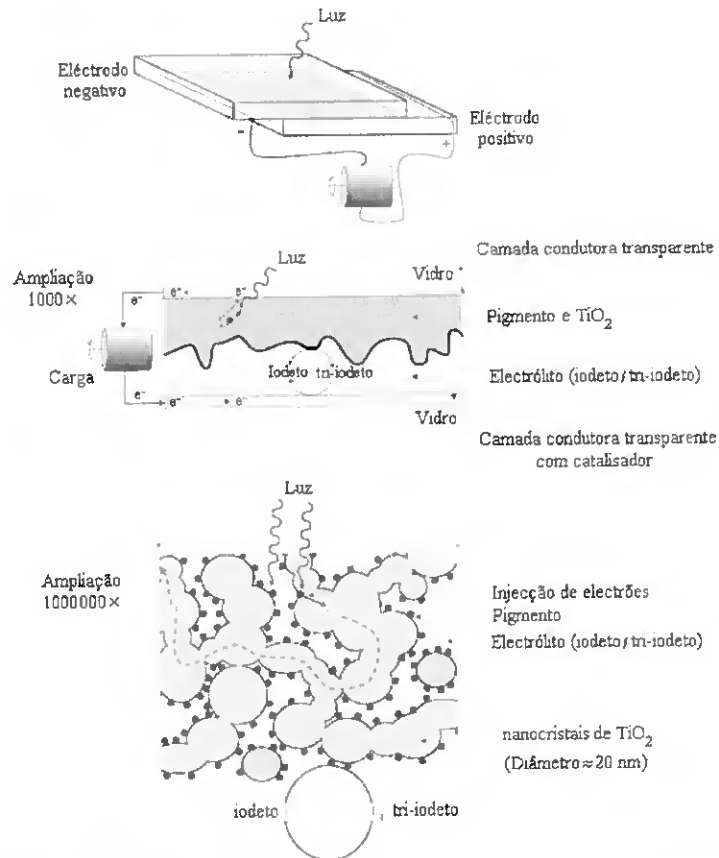 Luz
Eléctrodo
negativo
Eléctrodo
positivo
-
+
Camada condutora transparente
Luz
Vidro
Ampliação
1000×
e-
e-
e-
Pigmento e TiO2
Carga
Iodeto tri-iodeto
Electrólito (iodeto/tri-iodeto)
e-
e-
e-
Vidro
Camada condutora transparente
com catalisador
Luz
Ampliação
1000000×
Injecção de electrões
Pigmento
Electrólito (iodeto/tri-iodeto)
nanocristais de TiO2
(Diâmetro≈20 nm)
iodeto
tri-iodeto